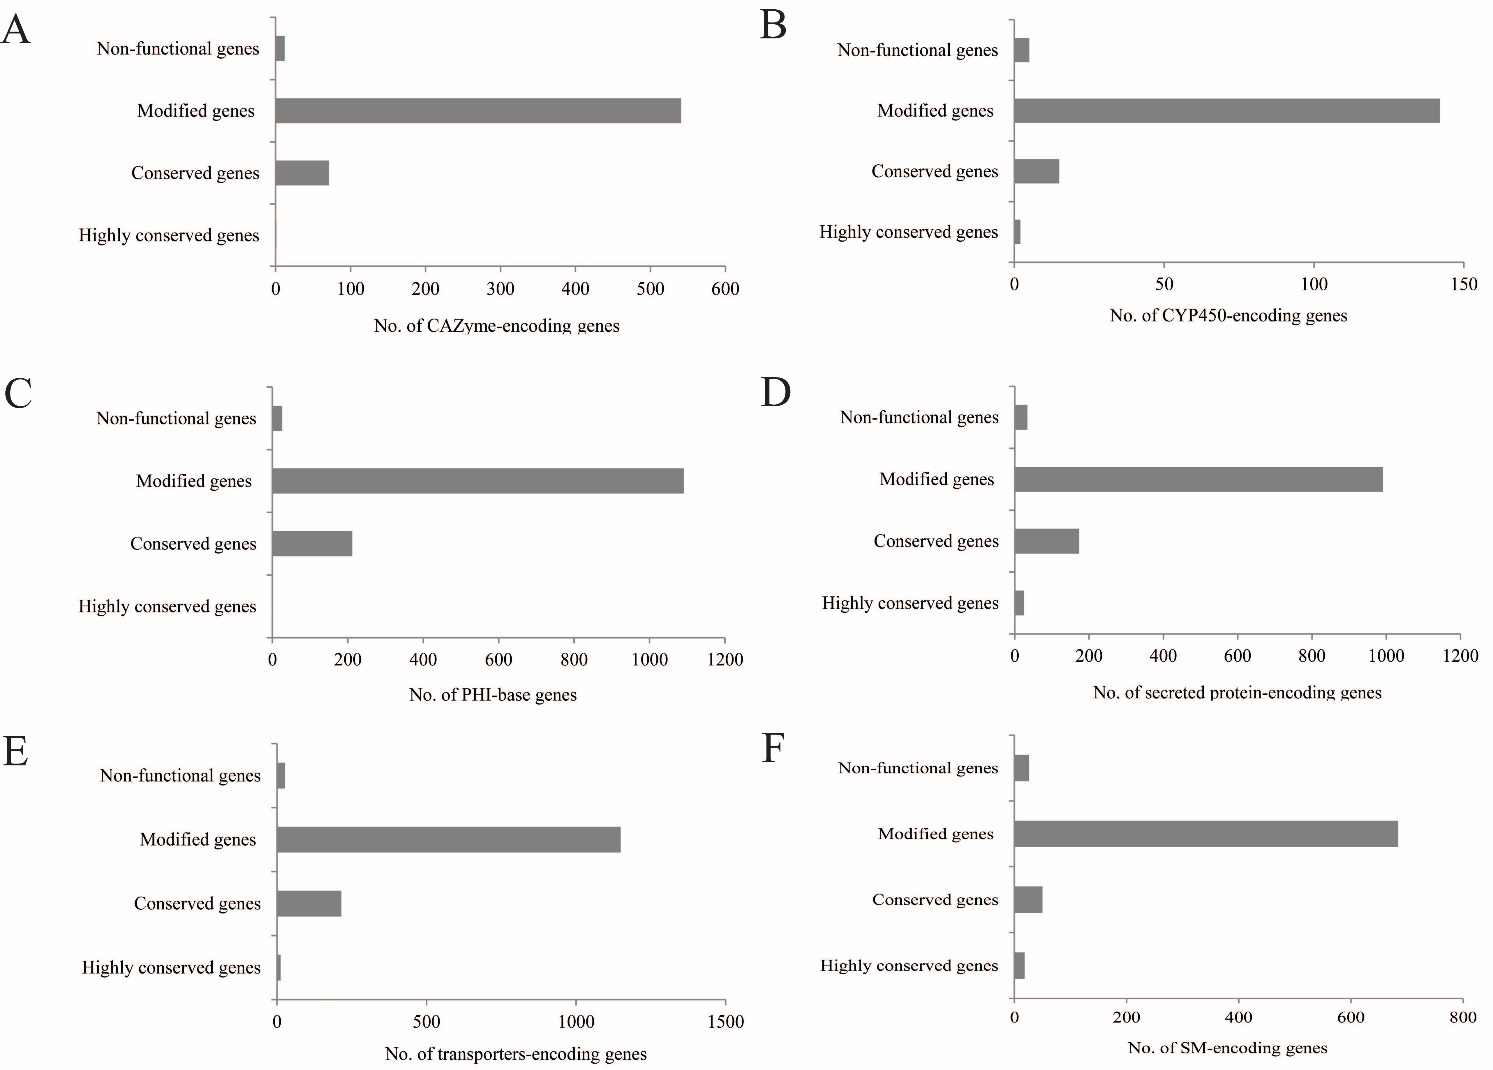 A
Non-functional genes
Modified genes
Conserved genes
Highly conserved genes
0 100 200 300 400 500 600
No. of CAZyme-encoding genes
B
Non-functional genes
Modified genes
Conserved genes
Highly conserved genes
0 50 100 150
No. of CYP450-encoding genes
C
Non-functional genes
Modified genes
Conserved genes
Highly conserved genes
0 200 400 600 800 1000 1200
No. of PHI-base genes
D
Non-functional genes
Modified genes
Conserved genes
Highly conserved genes
0 200 400 600 800 1000 1200
No. of secreted protein-encoding genes
E
Non-functional genes
Modified genes
Conserved genes
Highly conserved genes
0 500 1000 1500
No. of transporters-encoding genes
F
Non-functional genes
Modified genes
Conserved genes
Highly conserved genes
0 200 400 600 800
No. of SM-encoding genes